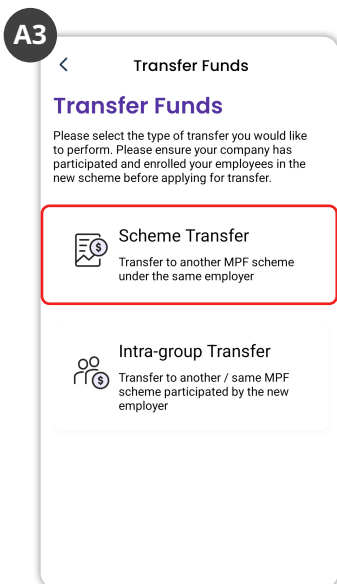 A3
Transfer Funds
Transfer Funds
Please select the type of transfer you would like
to perform. Please ensure your company has
participated and enrolled your employees in the
new scheme before applying for transfer.
$
Scheme Transfer
Transfer to another MPF scheme
under the same employer
$
Intra-group Transfer
Transfer to another / same MPF
scheme participated by the new
employer